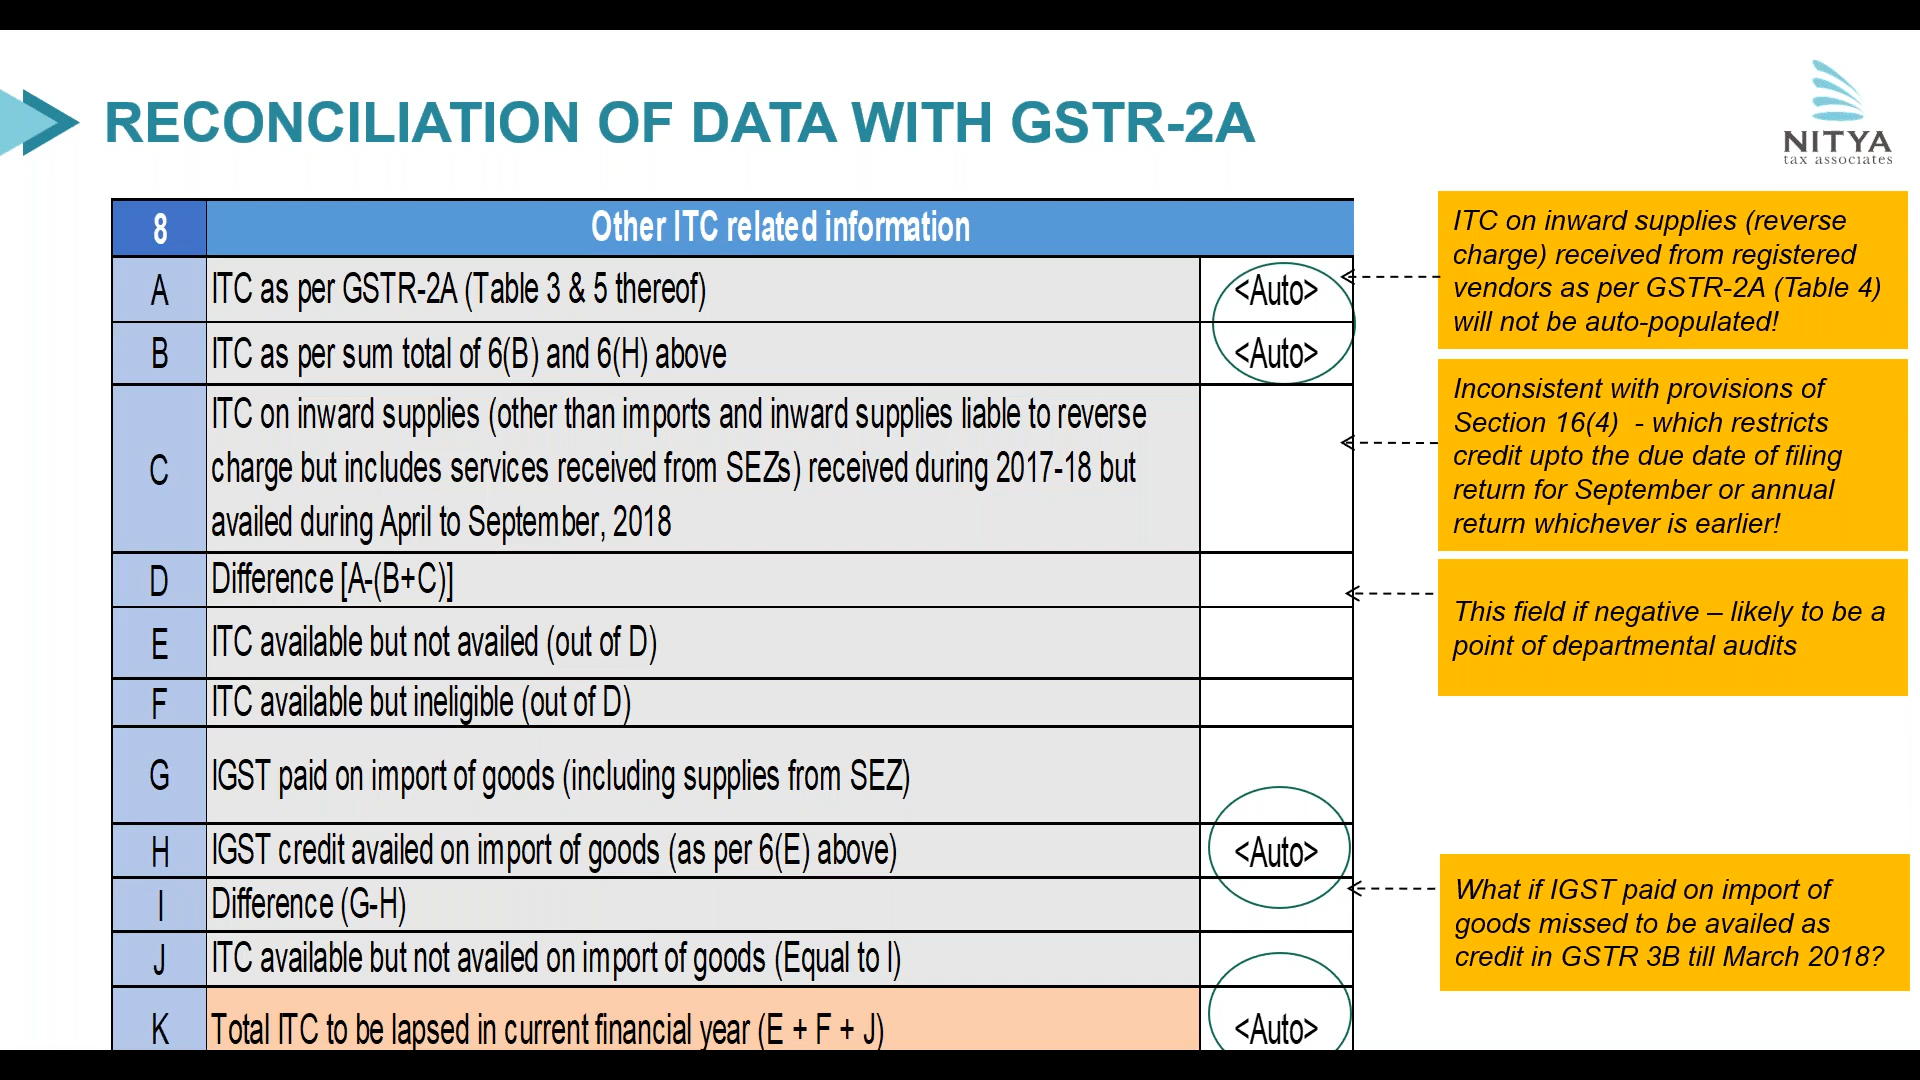 RECONCILIATION OF DATA WITH GSTR-2A
NITYA
tax associates
8 Other ITC related information
A ITC as per GSTR-2A (Table 3 & 5 thereof) <Auto>
B ITC as per sum total of 6(B) and 6(H) above <Auto>
C ITC on inward supplies (other than imports and inward supplies liable to reverse
charge but includes services received from SEZs) received during 2017-18 but
availed during April to September, 2018
D Difference [A-(B+C)]
E ITC available but not availed (out of D)
F ITC available but ineligible (out of D)
G IGST paid on import of goods (including supplies from SEZ)
H IGST credit availed on import of goods (as per 6(E) above) <Auto>
I Difference (G-H)
J ITC available but not availed on import of goods (Equal to I)
K Total ITC to be lapsed in current financial year (E + F + J) <Auto>
ITC on inward supplies (reverse
charge) received from registered
vendors as per GSTR-2A (Table 4)
will not be auto-populated!
Inconsistent with provisions of
Section 16(4) - which restricts
credit upto the due date of filing
return for September or annual
return whichever is earlier!
This field if negative – likely to be a
point of departmental audits
What if IGST paid on import of
goods missed to be availed as
credit in GSTR 3B till March 2018?